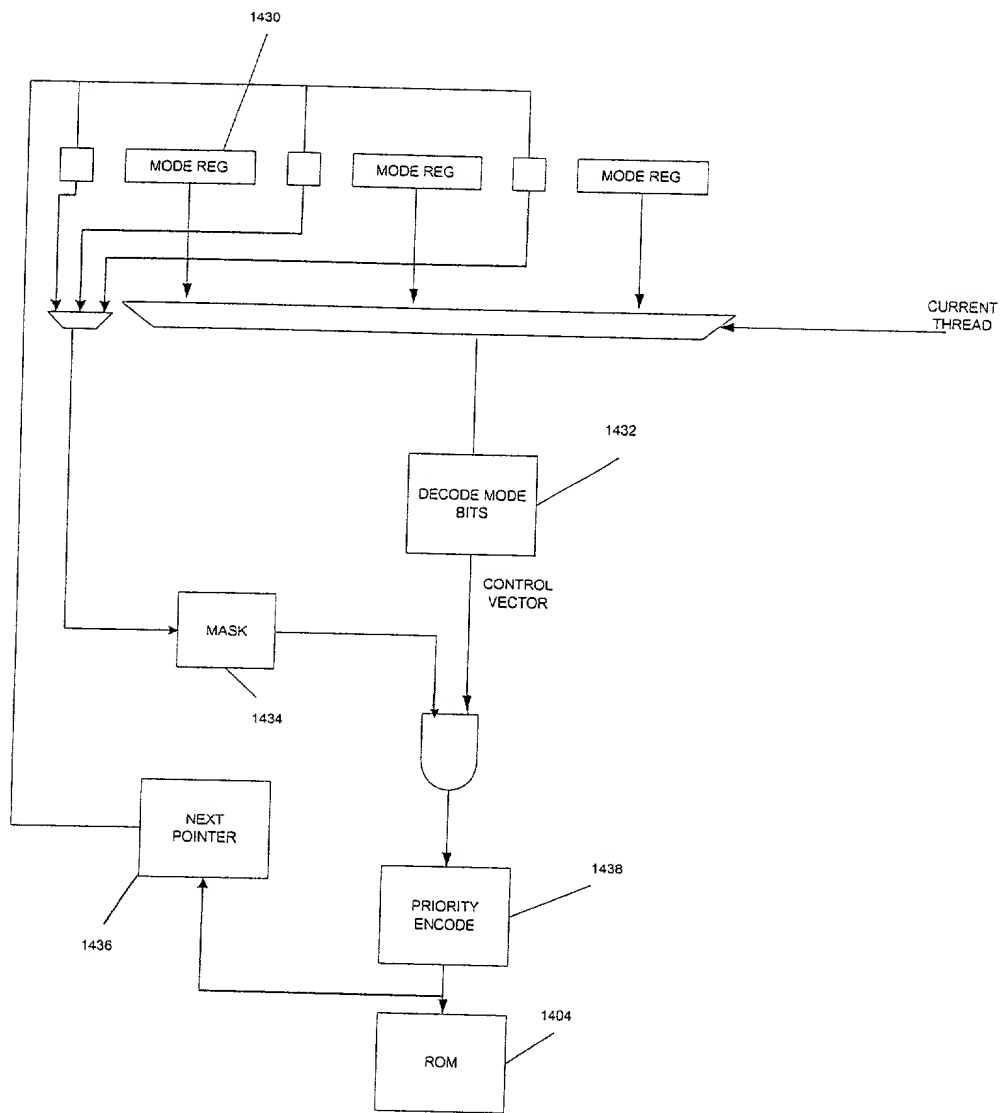 1430
MODE REG
MODE REG
MODE REG
CURRENT
THREAD
1432
DECODE MODE
BITS
CONTROL
VECTOR
MASK
1434
NEXT
POINTER
1436
1438
PRIORITY
ENCODE
1404
ROM